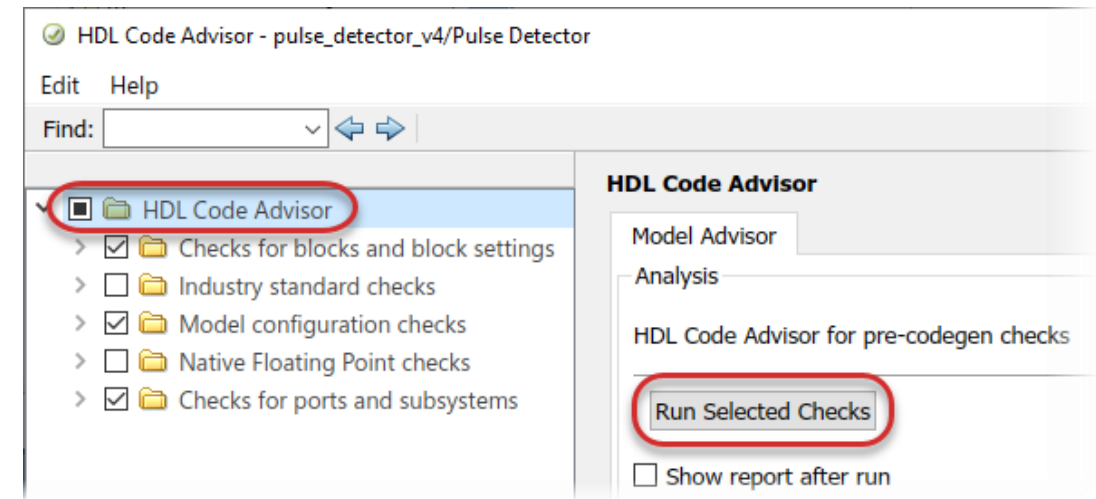 HDL Code Advisor - pulse_detector_v4/Pulse Detector
Edit Help
Find:
HDL Code Advisor
Checks for blocks and block settings
Industry standard checks
Model configuration checks
Native Floating Point checks
Checks for ports and subsystems
HDL Code Advisor
Model Advisor
Analysis
HDL Code Advisor for pre-codegen checks
Run Selected Checks
Show report after run